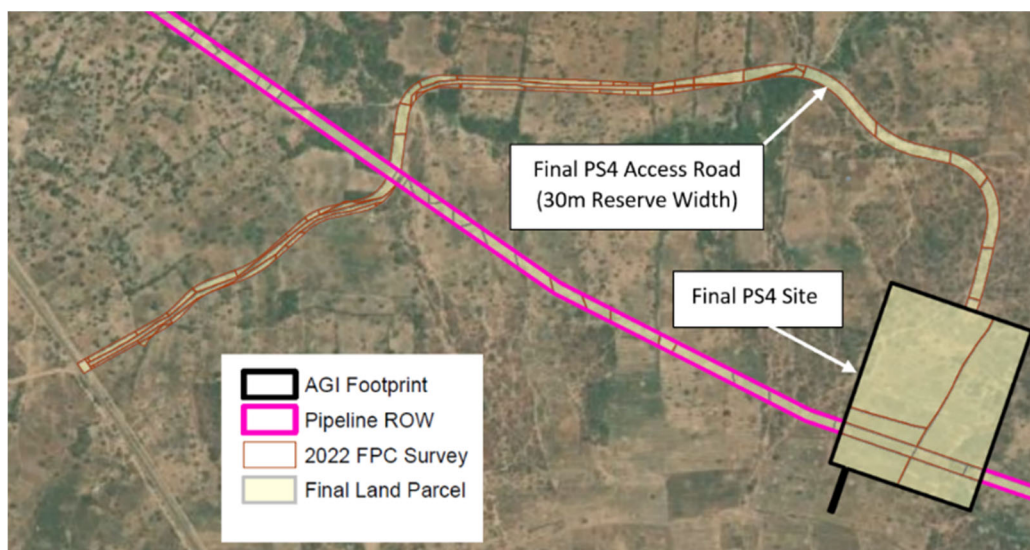 Final PS4 Access Road
(30m Reserve Width)
Final PS4 Site
AGI Footprint
Pipeline ROW
2022 FPC Survey
Final Land Parcel